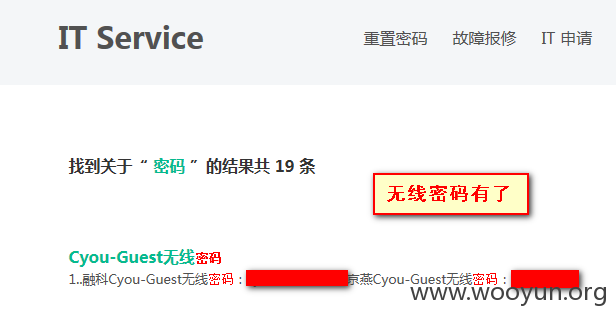 IT Service
重置密码 故障报修 IT 申请
找到关于“ 密码 ”的结果共 19 条
无线密码有了
Cyou-Guest无线密码
1..融科Cyou-Guest无线密码： 京燕Cyou-Guest无线密码：
www.wooyun.org